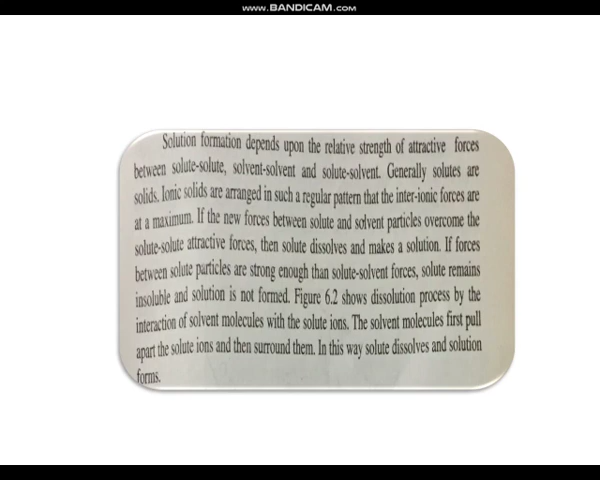 www.BANDICAM.com
Solution formation depends upon the relative strength of attractive forces
between solute-solute, solvent-solvent and solute-solvent. Generally solutes are
solids. Ionic solids are arranged in such a regular pattern that the inter-ionic forces are
at a maximum. If the new forces between solute and solvent particles overcome the
solute-solute attractive forces, then solute dissolves and makes a solution. If forces
between solute particles are strong enough than solute-solvent forces, solute remains
insoluble and solution is not formed. Figure 6.2 shows dissolution process by the
interaction of solvent molecules with the solute ions. The solvent molecules first pull
apart the solute ions and then surround them. In this way solute dissolves and solution
forms.